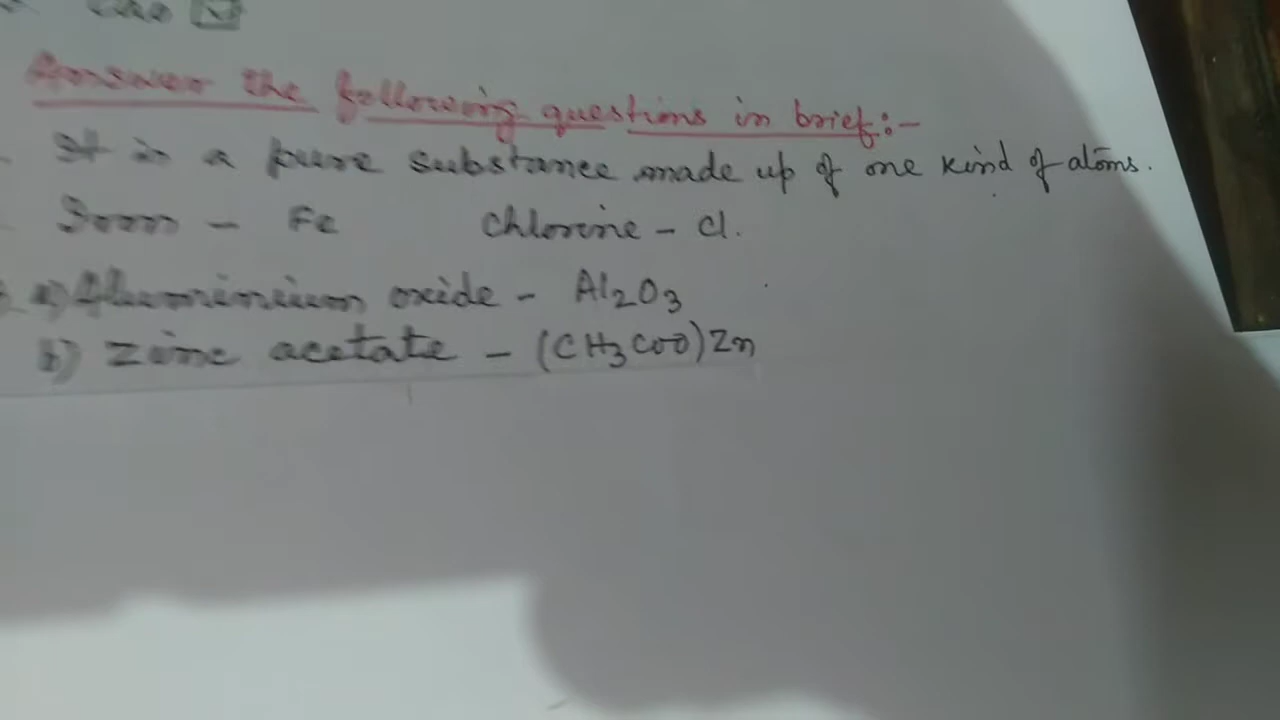 CaO
Answer the following questions in brief:-
It is a pure substance made up of one kind of atoms.
Iron - Fe Chlorine - Cl.
a) Aluminium oxide - Al2O3
b) Zinc acetate - (CH3COO)Zn